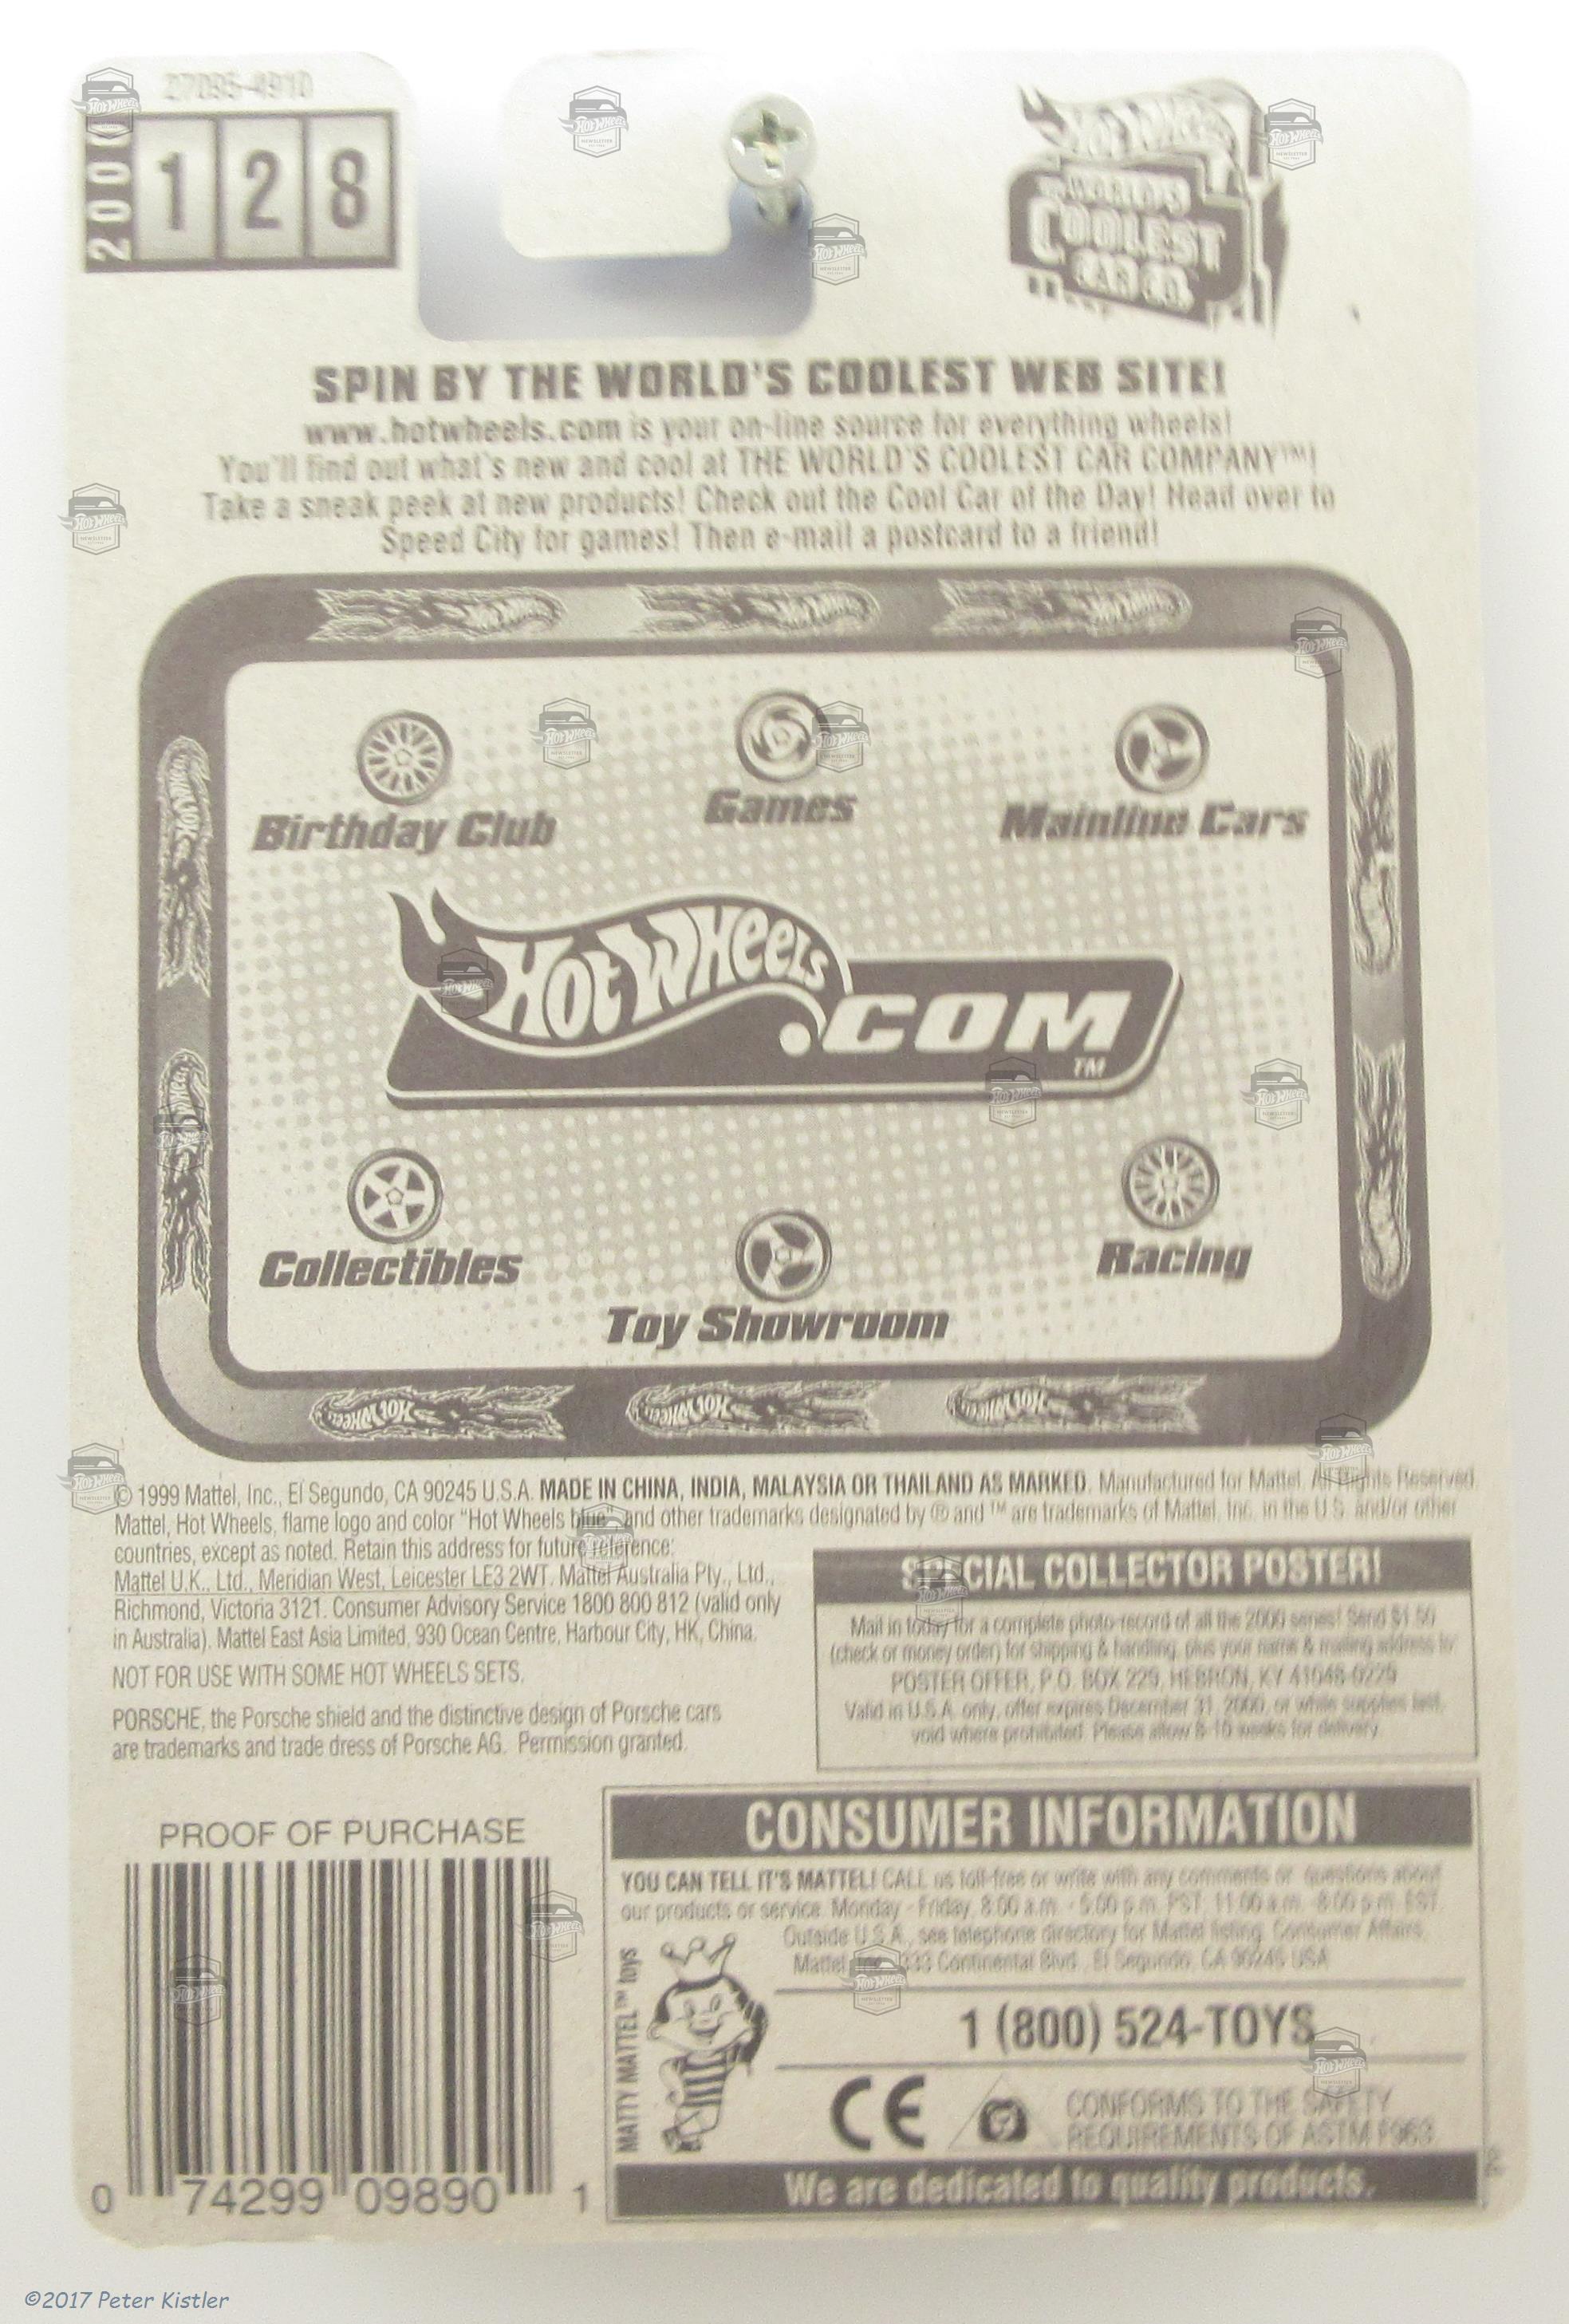 27095-4910
2000
128
Hot Wheels
WORLD'S
COOLEST
SPIN BY THE WORLD'S COOLEST WEB SITE!
www.hotwheels.com is your on-line source for everything wheels!
You'll find out what's new and cool at THE WORLD'S COOLEST CAR COMPANY™!
Take a sneak peek at new products! Check out the Cool Car of the Day! Head over to
Speed City for games! Then e-mail a postcard to a friend!
Birthday Club
Games
Mainline Cars
Hot Wheels
.COM
TM
Collectibles
Toy Showroom
Racing
© 1999 Mattel, Inc., El Segundo, CA 90245 U.S.A. MADE IN CHINA, INDIA, MALAYSIA OR THAILAND AS MARKED. Manufactured for Mattel. All Rights Reserved.
Mattel, Hot Wheels, flame logo and color "Hot Wheels blue", and other trademarks designated by ® and ™ are trademarks of Mattel, Inc. in the U.S. and/or other
countries, except as noted. Retain this address for future reference:
Mattel U.K., Ltd., Meridian West, Leicester LE3 2WT. Mattel Australia Pty., Ltd.,
Richmond, Victoria 3121. Consumer Advisory Service 1800 800 812 (valid only
in Australia). Mattel East Asia Limited, 930 Ocean Centre, Harbour City, HK, China.
NOT FOR USE WITH SOME HOT WHEELS SETS.
PORSCHE, the Porsche shield and the distinctive design of Porsche cars
are trademarks and trade dress of Porsche AG. Permission granted.
SPECIAL COLLECTOR POSTER!
Mail in today for a complete photo-record of all the 2000 series! Send $1.50
(check or money order) for shipping & handling, plus your name & mailing address to:
POSTER OFFER, P.O. BOX 229, HEBRON, KY 41048-0229
Valid in U.S.A. only, offer expires December 31, 2000, or while supplies last,
void where prohibited. Please allow 8-10 weeks for delivery.
PROOF OF PURCHASE
0 74299 09890 1
CONSUMER INFORMATION
YOU CAN TELL IT'S MATTEL! CALL us toll-free or write with any comments or questions about
our products or service. Monday - Friday, 8:00 a.m. - 5:00 p.m. PST, 11:00 a.m. -8:00 p.m. EST.
Outside U.S.A., see telephone directory for Mattel listing. Consumer Affairs,
Mattel, 333 Continental Blvd., El Segundo, CA 90245 USA
MATTY MATTEL™ toys
1 (800) 524-TOYS
CE
CONFORMS TO THE SAFETY
REQUIREMENTS OF ASTM F963.
We are dedicated to quality products.
©2017 Peter Kistler